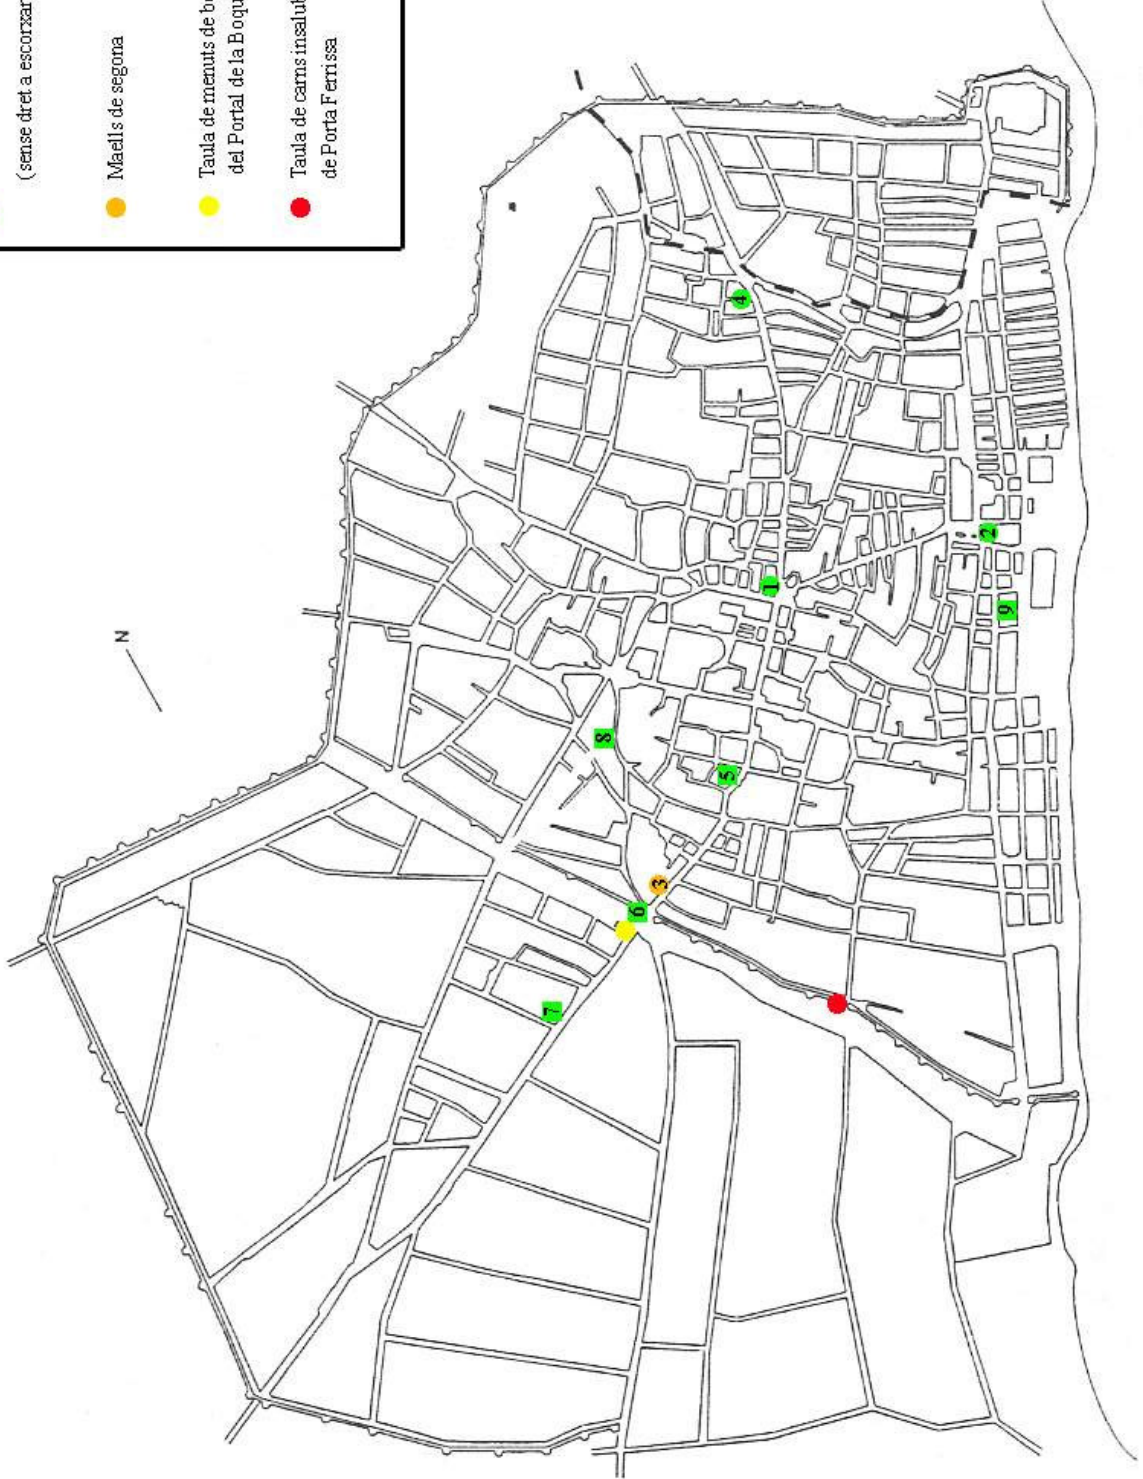 (sense dret a escorxar
Maells de segona
Taula de menuts de
del Portal de la Boqu
Taula de carns insalu
de Porta Ferrissa
N
4
2
1
9
8
5
3
6
7